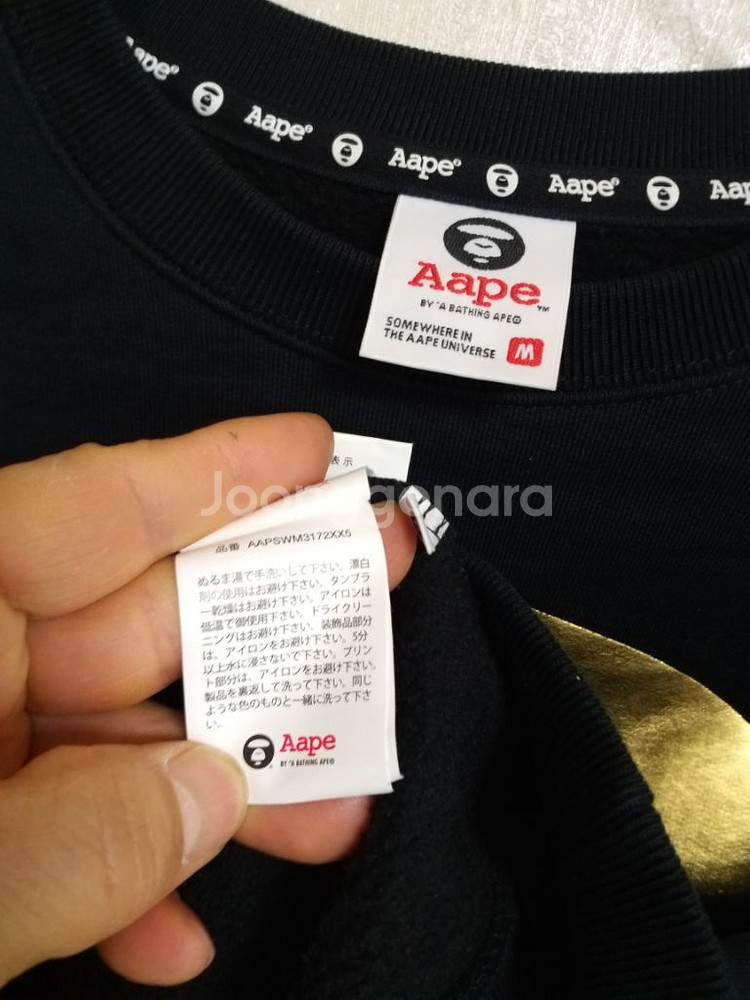 Aape
Aape
Aape
Aape
Aap
Aape™
BY *A BATHING APE®
SOMEWHERE IN
THE AAPE UNIVERSE
M
表示
Joonggonara
品番 AAPSWM3172XX5
ぬるま湯で手洗いして下さい。漂白
剤の使用はお避け下さい。タンブラ
ー乾燥はお避け下さい。アイロンは
低温で御使用下さい。ドライクリー
ニングはお避け下さい。装飾品部分
は、アイロンをお避け下さい。5分
以上水に浸さないで下さい。プリン
ト部分は、アイロンをお避け下さい。
製品を裏返して洗って下さい。同じ
ような色のものと一緒に洗って下さ
い。
Aape
BY *A BATHING APE®